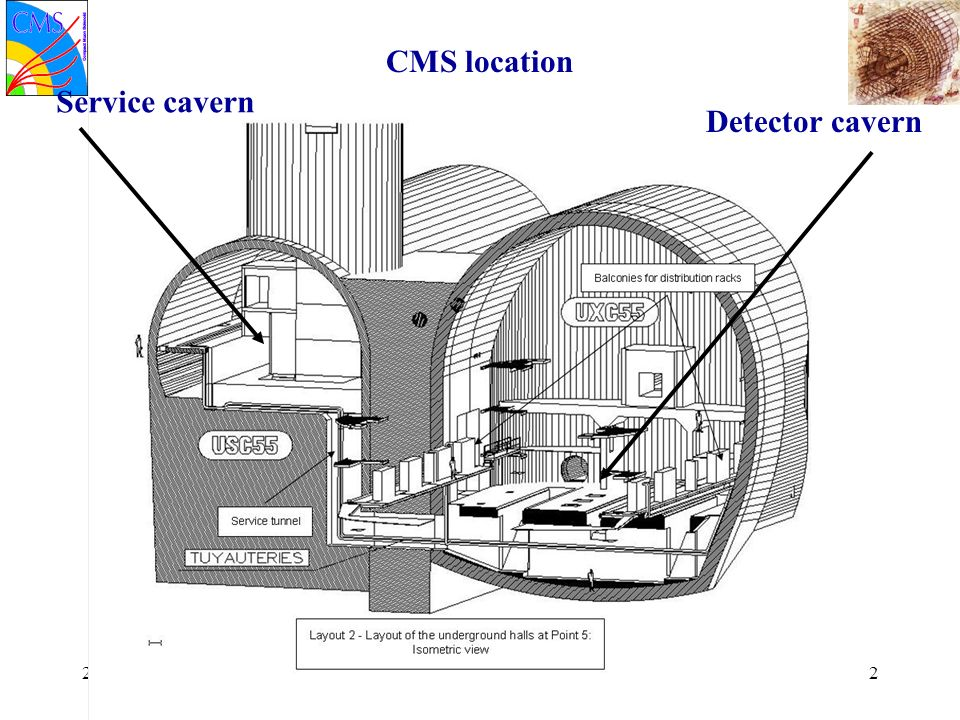 CMS
CMS location
Service cavern
Detector cavern
Balconies for distribution racks
UXC55
USC55
Service tunnel
TUYAUTERIES
Layout 2 - Layout of the underground halls at Point 5:
Isometric view
2
2